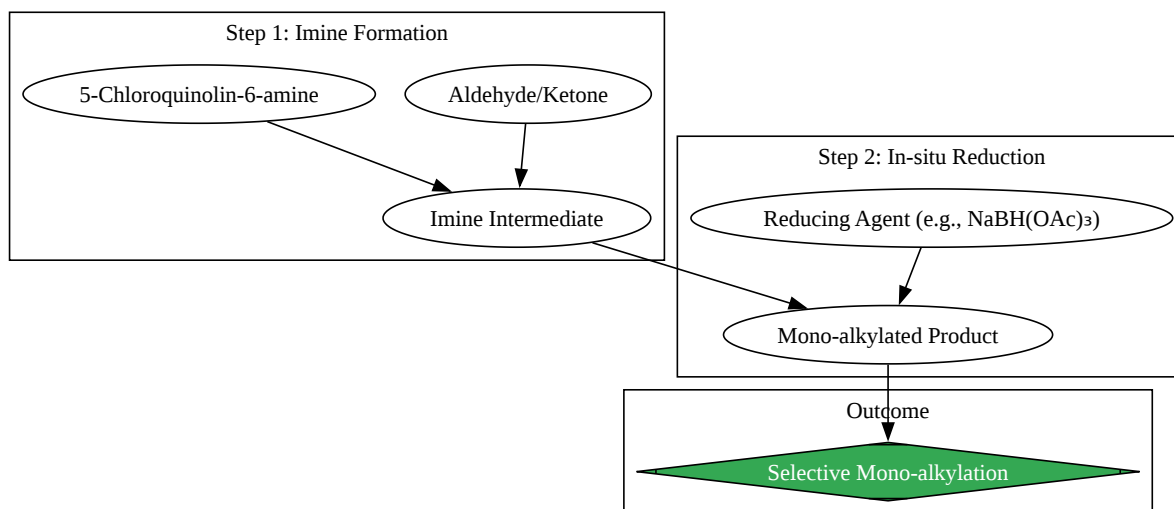 Step 1: Imine Formation
5-Chloroquinolin-6-amine
Aldehyde/Ketone
Imine Intermediate
Step 2: In-situ Reduction
Reducing Agent (e.g., NaBH(OAc)₃)
Mono-alkylated Product
Outcome
Selective Mono-alkylation